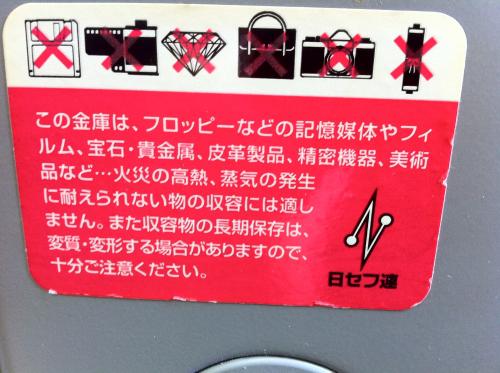 この金庫は、フロッピーなどの記憶媒体やフィ
ルム、宝石・貴金属、皮革製品、精密機器、美術
品など…火災の高熱、蒸気の発生
に耐えられない物の収容には適し
ません。また収容物の長期保存は、
変質・変形する場合がありますので、
十分ご注意ください。
日セフ連